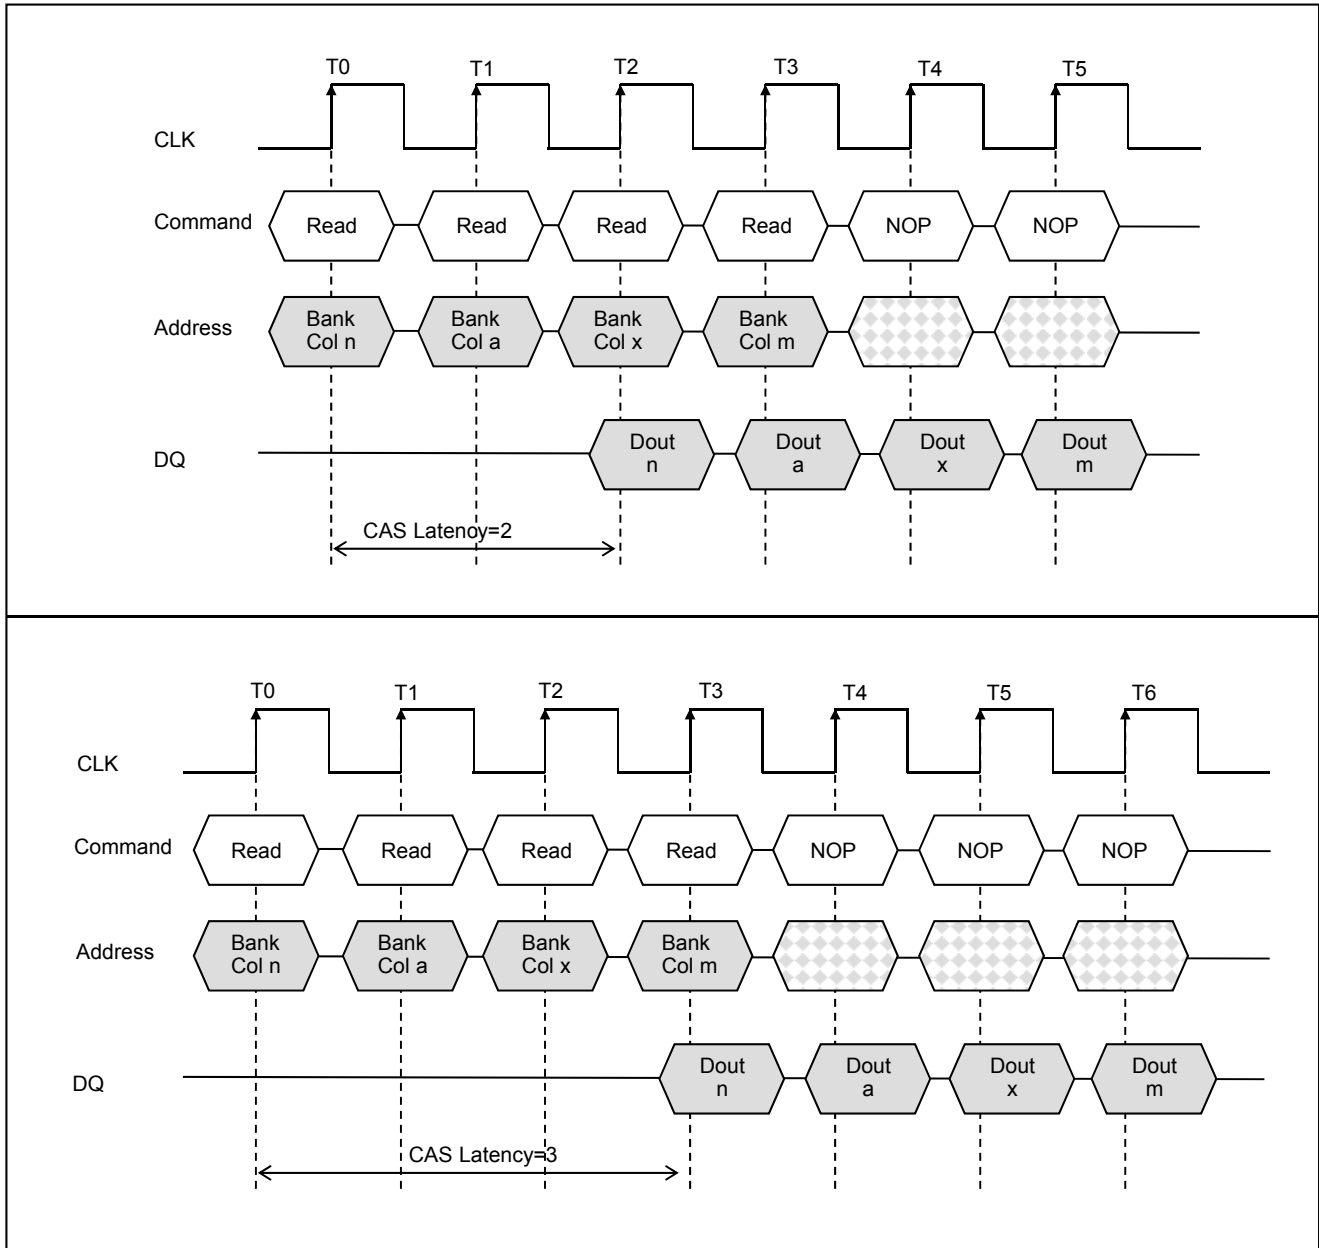 T0 T1 T2 T3 T4 T5
CLK
Command Read Read Read Read NOP NOP
Address Bank Col n Bank Col a Bank Col x Bank Col m
DQ Dout n Dout a Dout x Dout m
CAS Latency=2
T0 T1 T2 T3 T4 T5 T6
CLK
Command Read Read Read Read NOP NOP NOP
Address Bank Col n Bank Col a Bank Col x Bank Col m
DQ Dout n Dout a Dout x Dout m
CAS Latency=3